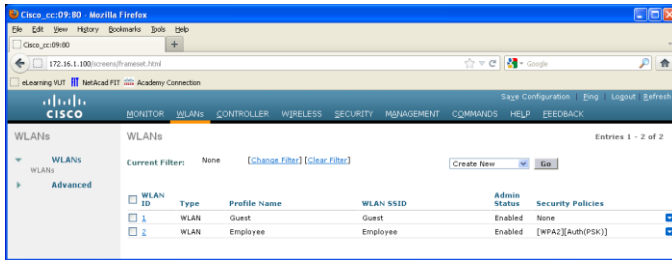 Cisco_cc:09:80 - Mozilla Firefox
File Edit View History Bookmarks Tools Help
Cisco_cc:09:80 +
172.16.1.100/screens/frameset.html Google
eLearning VUT NetAcad FIT Academy Connection
Save Configuration | Ping | Logout | Refresh
CISCO MONITOR WLANs CONTROLLER WIRELESS SECURITY MANAGEMENT COMMANDS HELP FEEDBACK
WLANs WLANs Entries 1 - 2 of 2
WLANs Current Filter: None [Change Filter] [Clear Filter] Create New Go
WLANs
Advanced
WLAN ID Type Profile Name WLAN SSID Admin Status Security Policies
1 WLAN Guest Guest Enabled None
2 WLAN Employee Employee Enabled [WPA2][Auth(PSK)]